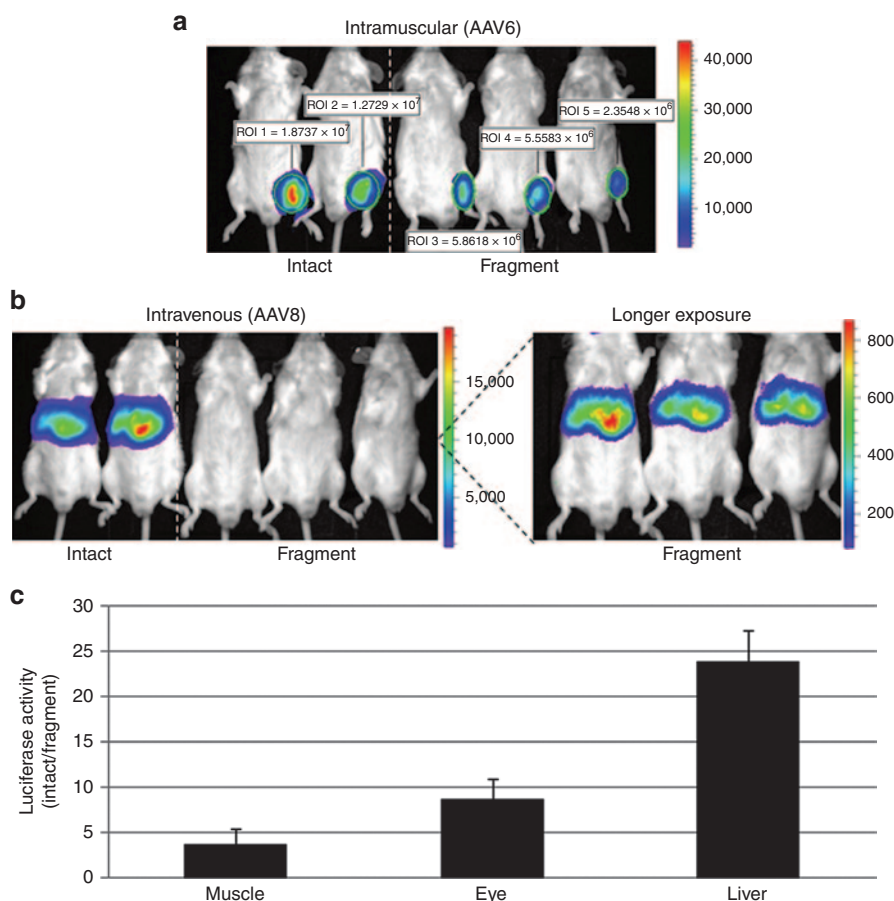 a
Intramuscular (AAV6)
ROI 1 = 1.8737 × 10⁷
ROI 2 = 1.2729 × 10⁷
ROI 3 = 5.8618 × 10⁶
ROI 4 = 5.5583 × 10⁶
ROI 5 = 2.3548 × 10⁶
40,000
30,000
20,000
10,000
Intact
Fragment
b
Intravenous (AAV8)
15,000
10,000
5,000
Intact
Fragment
Longer exposure
800
600
400
200
Fragment
c
Luciferase activity
(intact/fragment)
30
25
20
15
10
5
0
Muscle
Eye
Liver